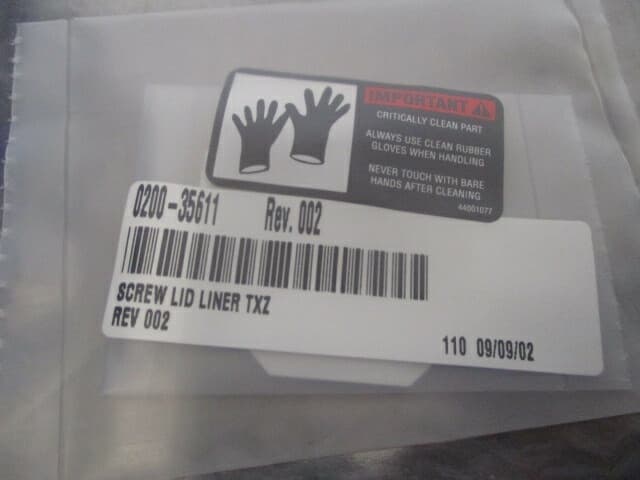 IMPORTANT
CRITICALLY CLEAN PART
ALWAYS USE CLEAN RUBBER
GLOVES WHEN HANDLING
NEVER TOUCH WITH BARE
HANDS AFTER CLEANING
44001077
0200-35611 Rev. 002
SCREW LID LINER TXZ
REV 002
110 09/09/02